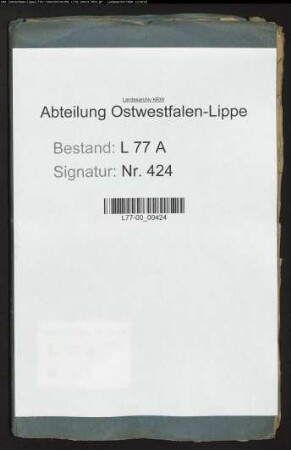 Landesarchiv NRW
Abteilung Ostwestfalen-Lippe
Bestand: L 77 A
Signatur: Nr. 424
L77-00_00424